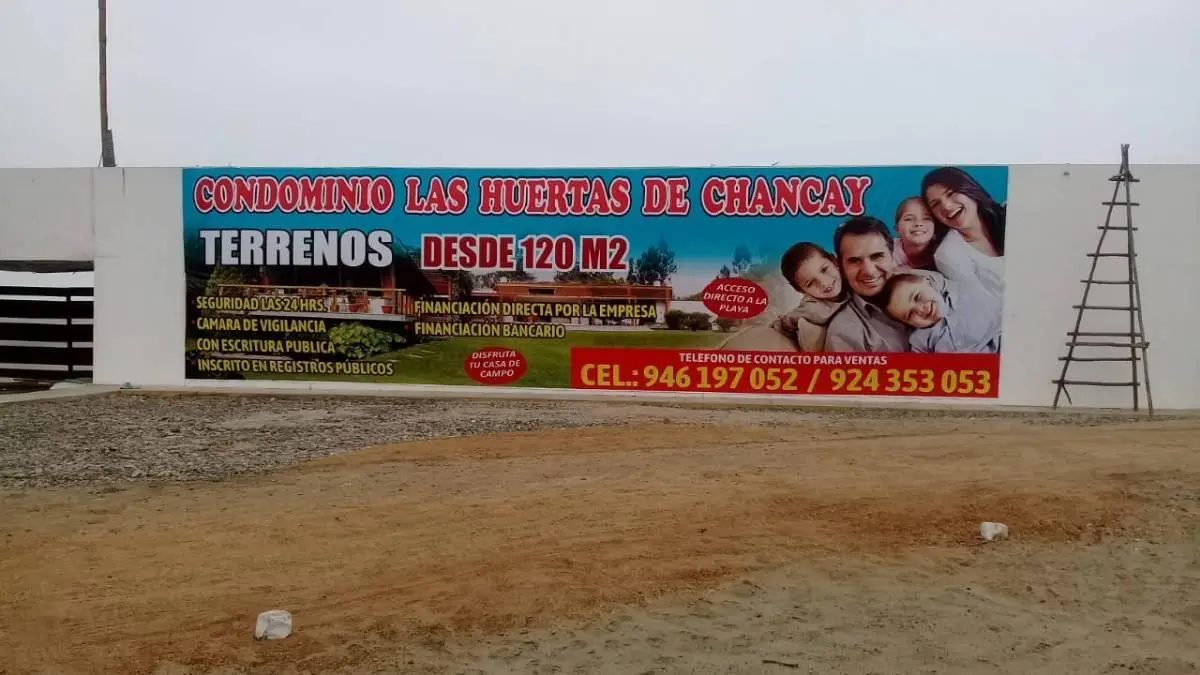 CONDOMINIO LAS HUERTAS DE CHANCAY
TERRENOS DESDE 120 M2
· SEGURIDAD LAS 24 HRS.
· CAMARA DE VIGILANCIA
· CON ESCRITURA PUBLICA
· INSCRITO EN REGISTROS PÚBLICOS
· FINANCIACIÓN DIRECTA POR LA EMPRESA
· FINANCIACIÓN BANCARIO
ACCESO
DIRECTO A LA
PLAYA
DISFRUTA
TU CASA DE
CAMPO
TELEFONO DE CONTACTO PARA VENTAS
CEL.: 946 197 052 / 924 353 053